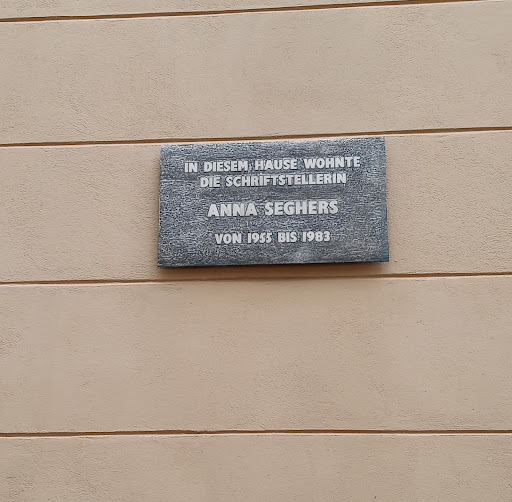 IN DIESEM HAUSE WOHNTE
DIE SCHRIFTSTELLERIN
ANNA SEGHERS
VON 1955 BIS 1983